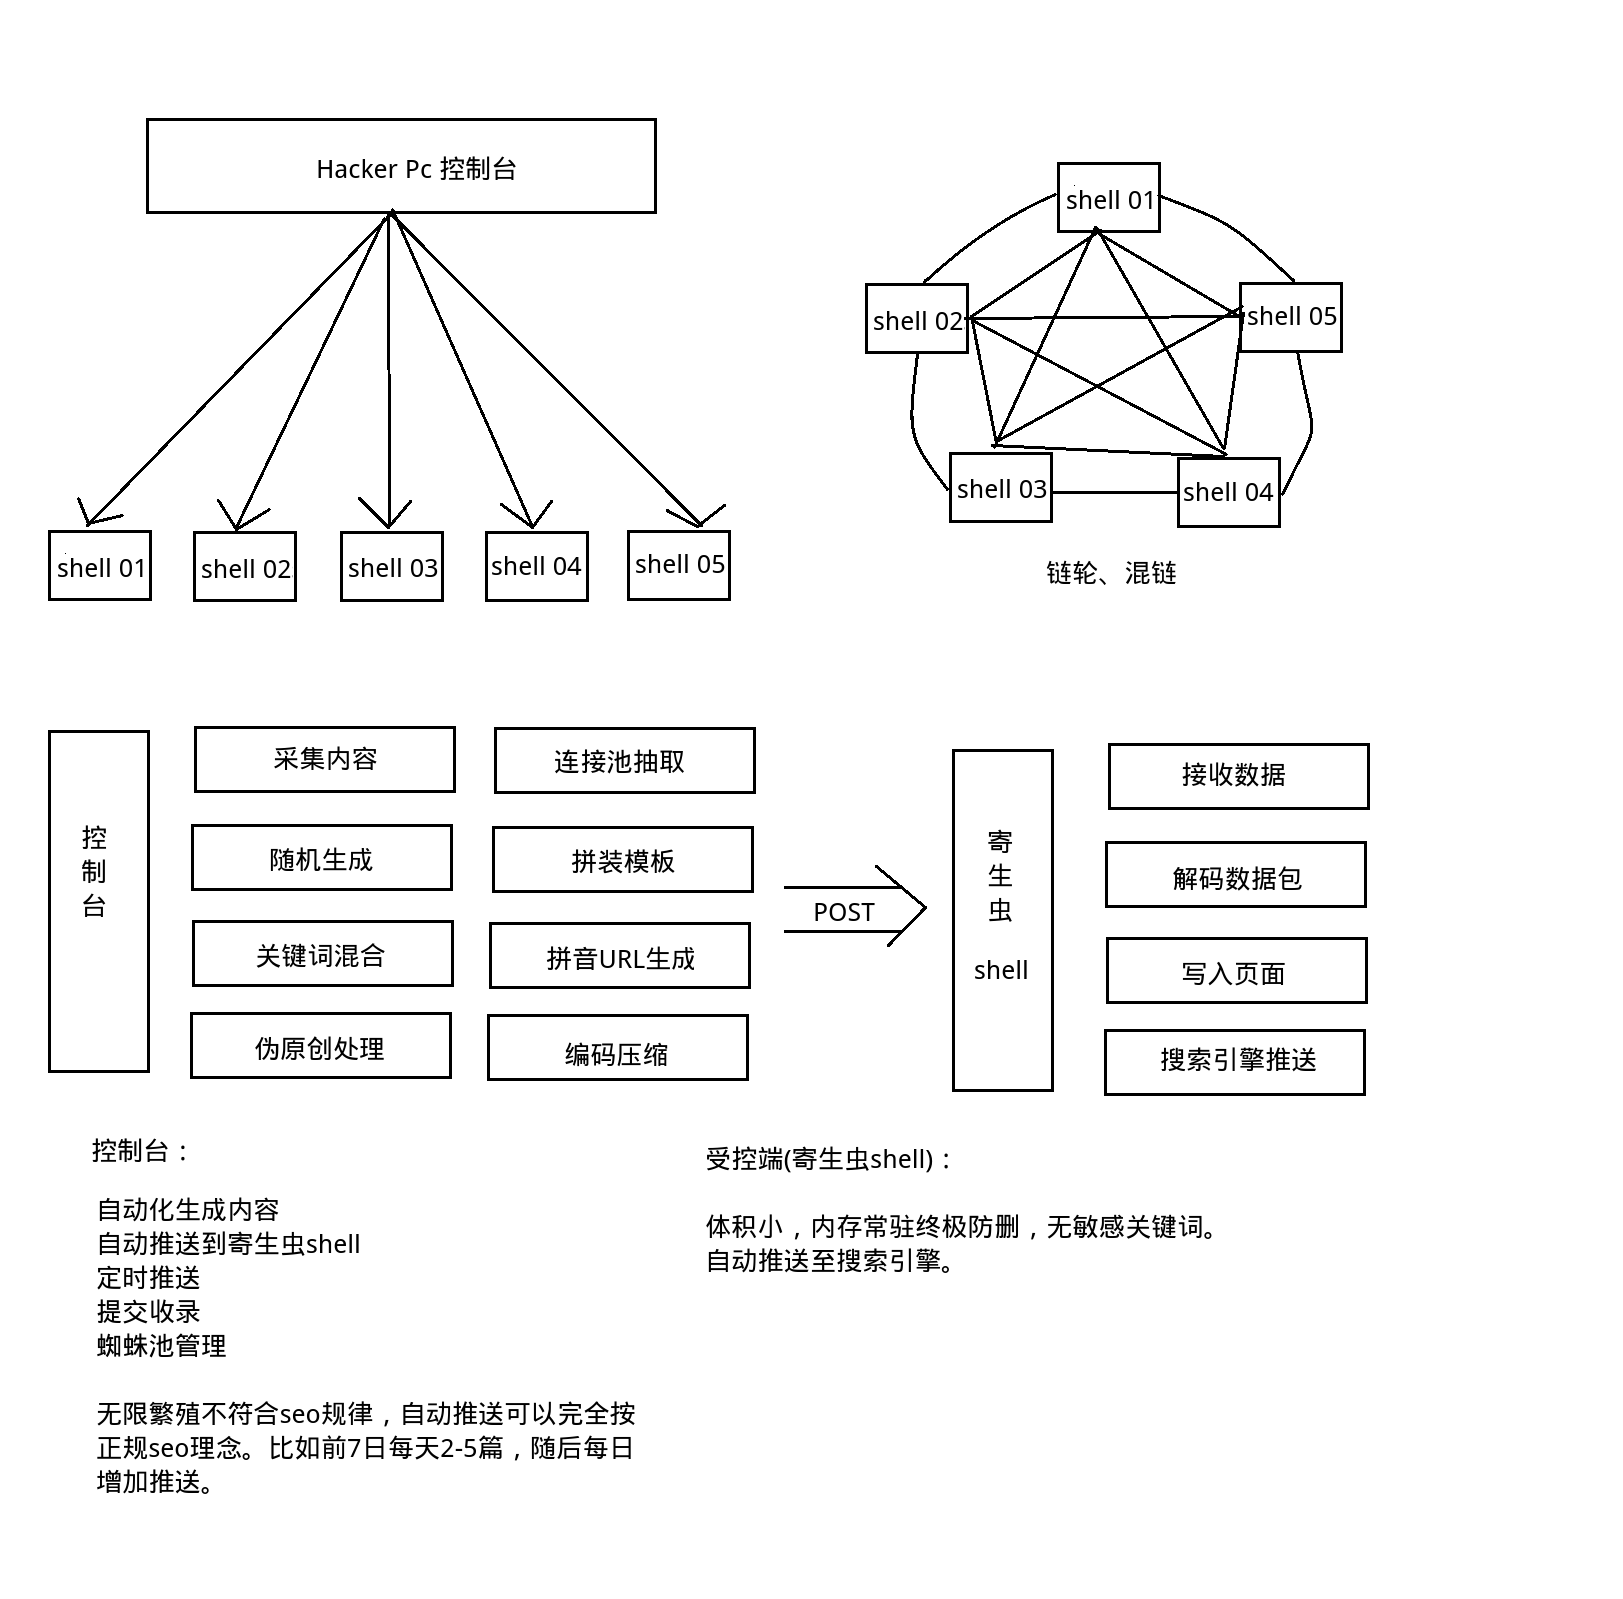 Hacker Pc 控制台
shell 01
shell 02
shell 03
shell 04
shell 05
shell 01
shell 02
shell 05
shell 03
shell 04
链轮、混链
控制台
采集内容
连接池抽取
随机生成
拼装模板
关键词混合
拼音URL生成
伪原创处理
编码压缩
POST
寄生虫
shell
接收数据
解码数据包
写入页面
搜索引擎推送
控制台：
自动化生成内容
自动推送到寄生虫shell
定时推送
提交收录
蜘蛛池管理
无限繁殖不符合seo规律，自动推送可以完全按
正规seo理念。比如前7日每天2-5篇，随后每日
增加推送。
受控端(寄生虫shell)：
体积小，内存常驻终极防删，无敏感关键词。
自动推送至搜索引擎。